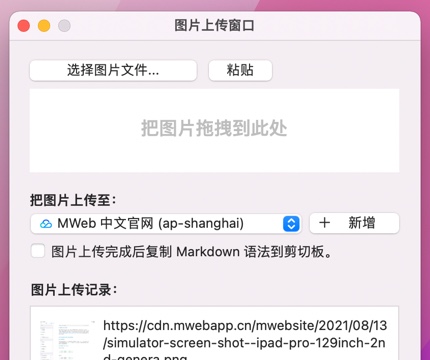 图片上传窗口
选择图片文件... 粘贴
把图片拖拽到此处
把图片上传至：
MWeb 中文官网 (ap-shanghai) + 新增
图片上传完成后复制 Markdown 语法到剪切板。
图片上传记录：
https://cdn.mwebapp.cn/mwebsite/2021/08/13
/simulator-screen-shot--ipad-pro-129inch-2n
d-genera.png